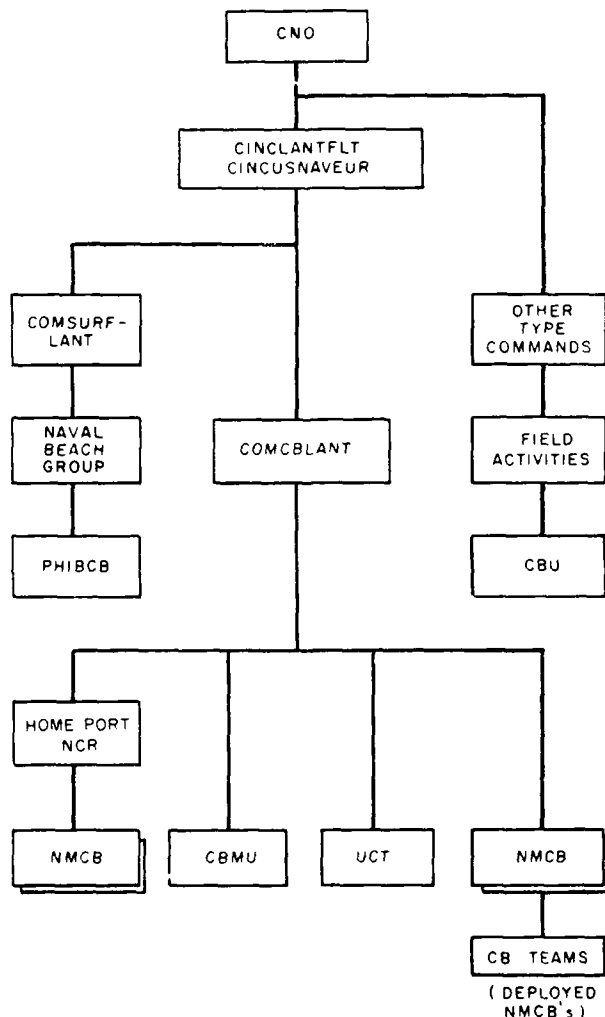 CNO
CINCLANTFLT
CINCUSNAVEUR
COMSURF-
LANT
OTHER
TYPE
COMMANDS
NAVAL
BEACH
GROUP
COMCBLANT
FIELD
ACTIVITIES
PHIBCB
CBU
HOME PORT
NCR
NMCB
CBMU
UCT
NMCB
CB TEAMS
(DEPLOYED
NMCB's)